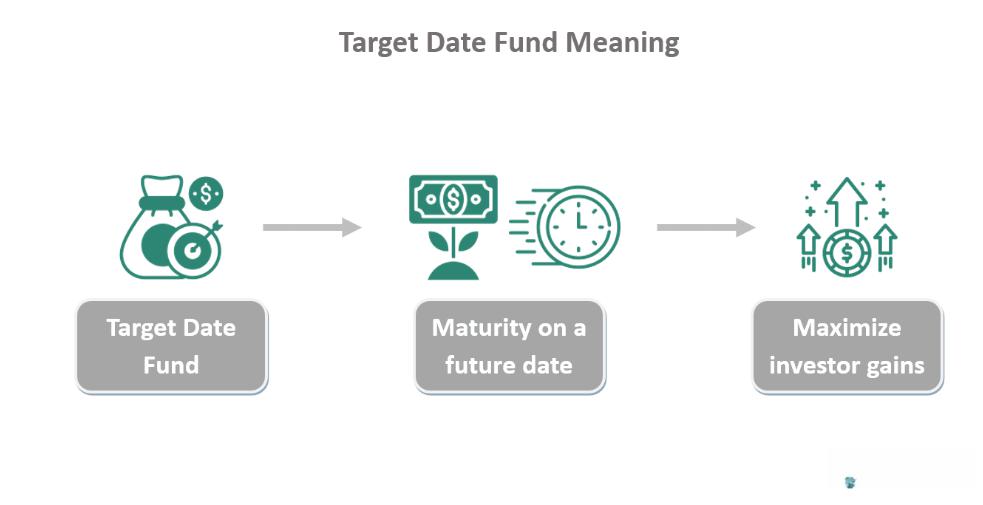 Target Date Fund Meaning
Target Date
Fund
Maturity on a
future date
Maximize
investor gains